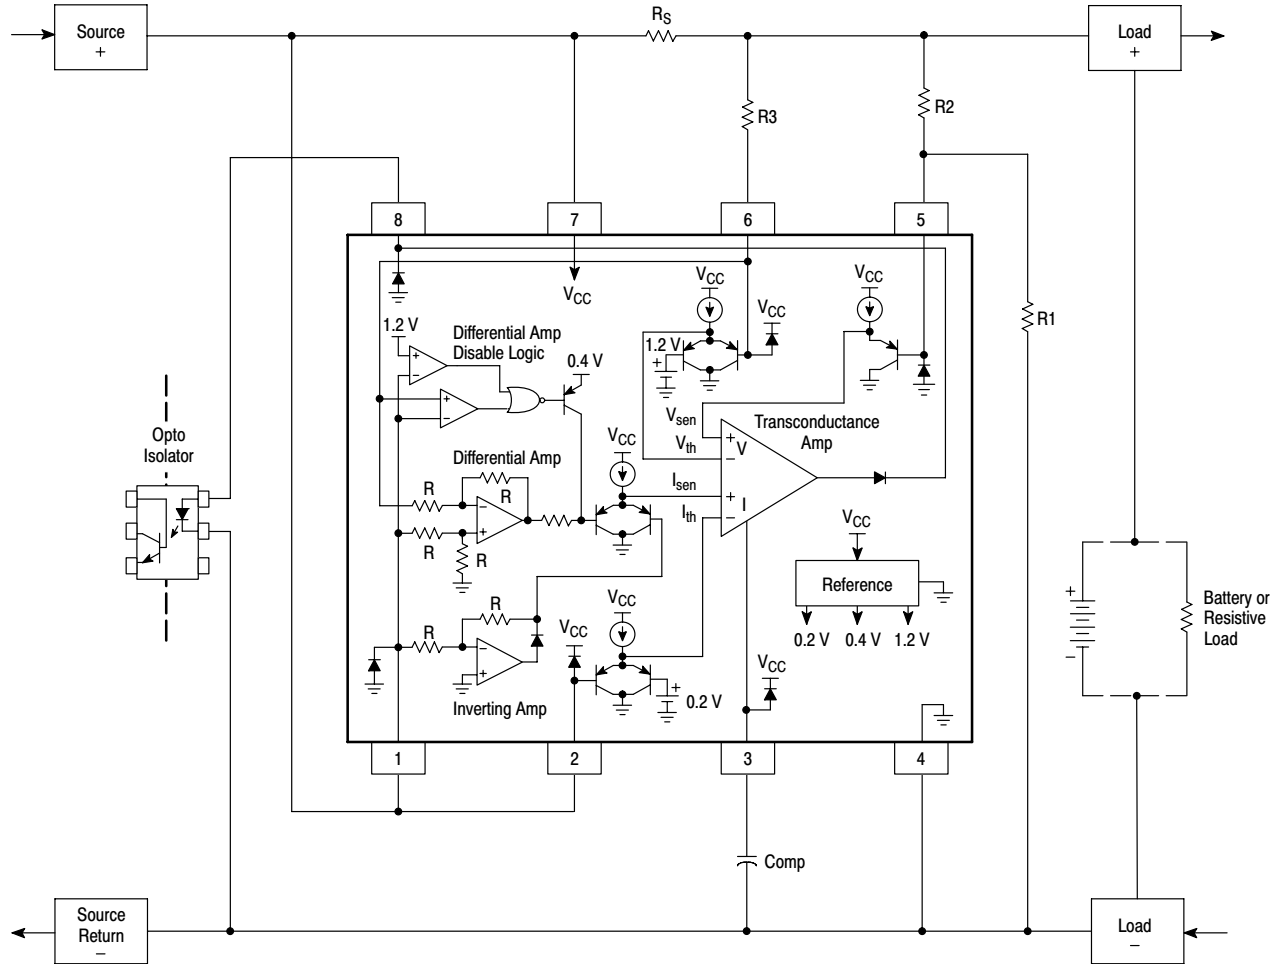 Source
+
R_S
Load
+
R3
R2
8
7
6
5
V_CC
V_CC
V_CC
V_CC
R1
1.2 V
Differential Amp
Disable Logic
0.4 V
1.2 V
+
+
−
+
−
V_sen
Transconductance
Amp
V_th
+
V
−
Opto
Isolator
Differential Amp
V_CC
R
R
−
+
I_sen
+
I_th
−
I
R
R
V_CC
Reference
0.2 V
0.4 V
1.2 V
+
−
Battery or
Resistive
Load
R
R
−
+
V_CC
V_CC
V_CC
+
0.2 V
Inverting Amp
1
2
3
4
Comp
Source
Return
−
Load
−